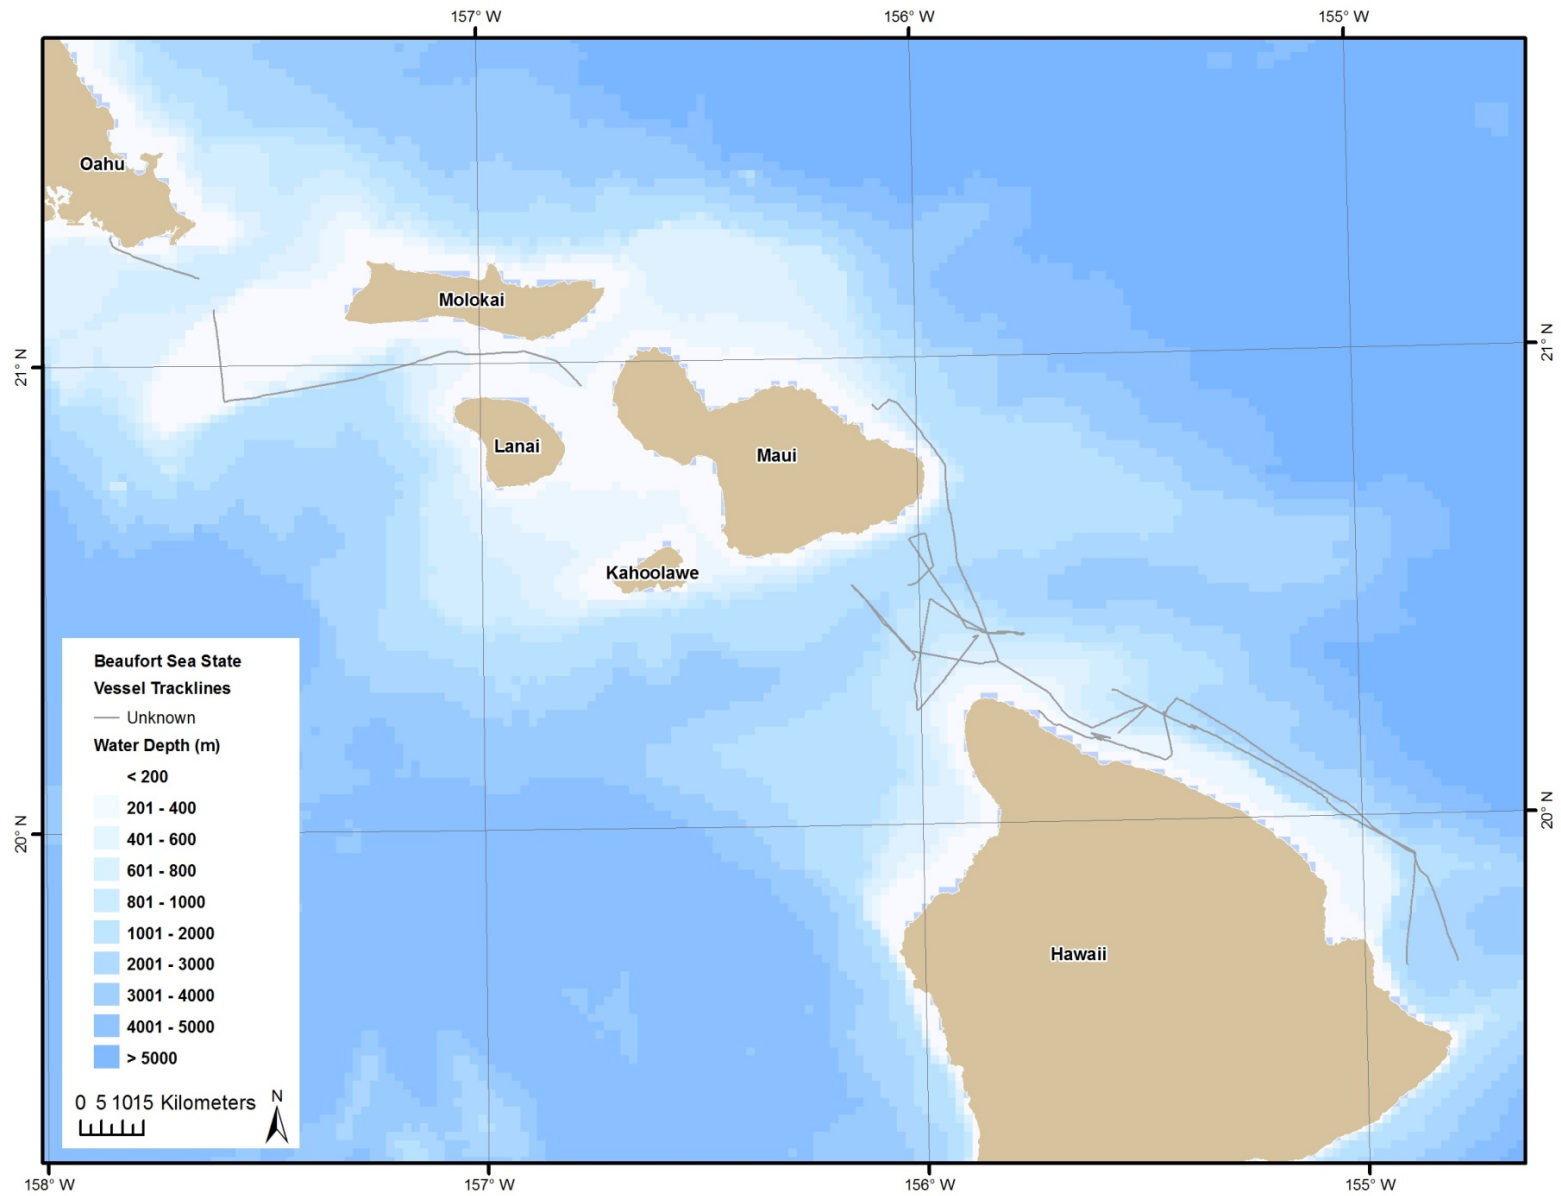 157° W
156° W
155° W
Oahu
Molokai
21° N
21° N
Lanai
Maui
Kahoolawe
Beaufort Sea State
Vessel Tracklines
Unknown
Water Depth (m)
< 200
201 - 400
401 - 600
601 - 800
801 - 1000
1001 - 2000
2001 - 3000
3001 - 4000
4001 - 5000
> 5000
0 5 1015 Kilometers
N
20° N
20° N
Hawaii
158° W
157° W
156° W
155° W